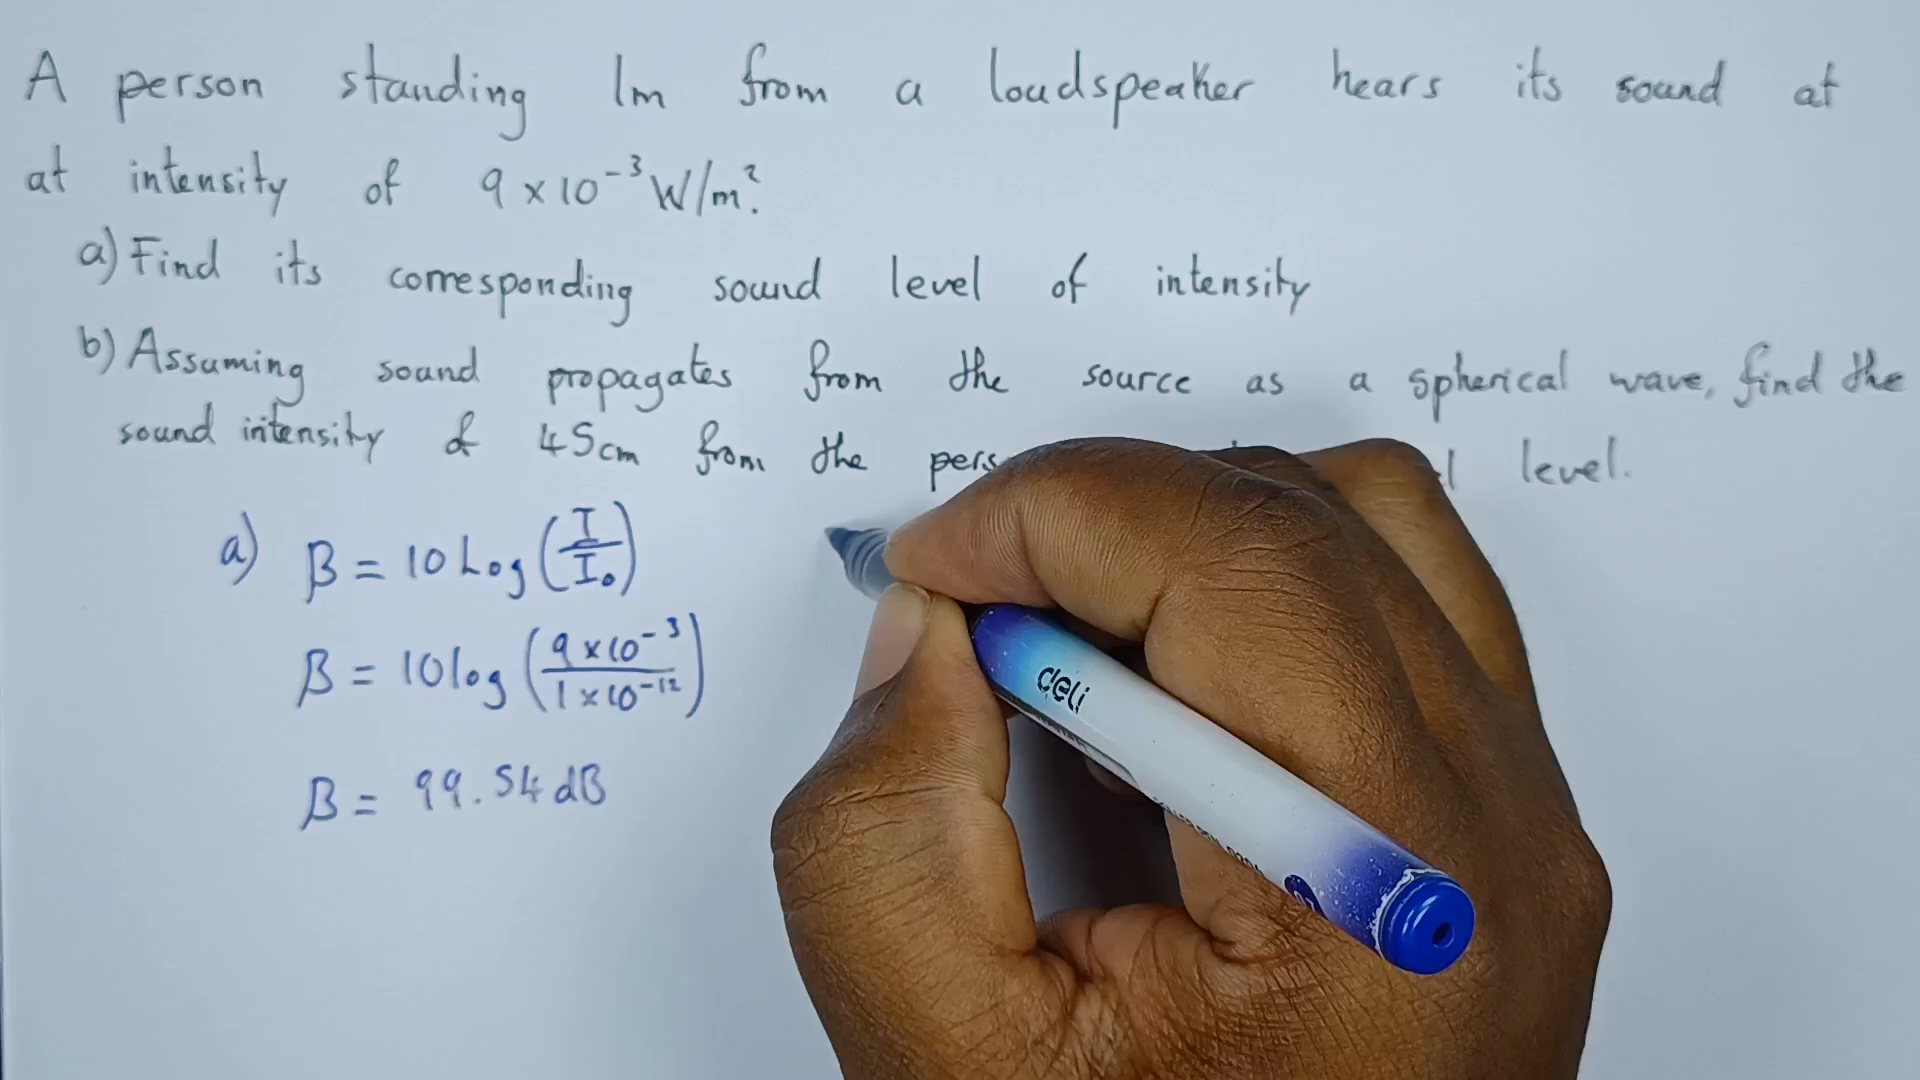 A person standing 1m from a loudspeaker hears its sound at
at intensity of 9 x 10⁻³ W/m².
a) Find its corresponding sound level of intensity
b) Assuming sound propagates from the source as a spherical wave, find the
sound intensity of 45cm from the pers level.
a) β = 10 Log (I/I₀)
β = 10 log (9 x 10⁻³ / 1 x 10⁻¹²)
β = 99.54 dB
deli